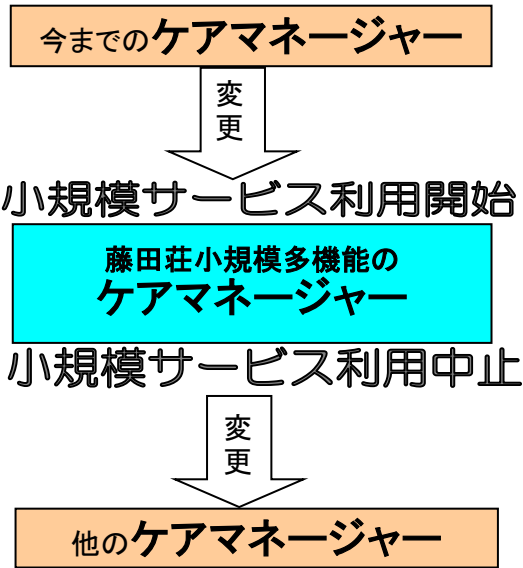 今までのケアマネージャー
変更
小規模サービス利用開始
藤田荘小規模多機能の
ケアマネージャー
小規模サービス利用中止
変更
他のケアマネージャー